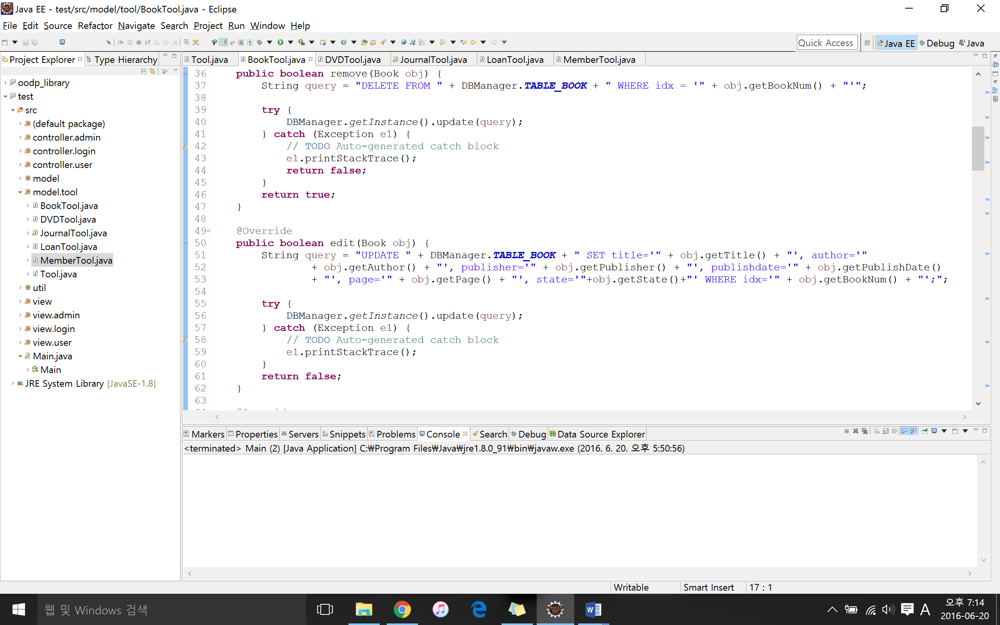 Java EE - test/src/model/tool/BookTool.java - Eclipse
File Edit Source Refactor Navigate Search Project Run Window Help
Quick Access Java EE Debug Java
Project Explorer Type Hierarchy
Tool.java BookTool.java DVDTool.java JournalTool.java LoanTool.java MemberTool.java
oodp_library
test
src
(default package)
controller.admin
controller.login
controller.user
model
model.tool
BookTool.java
DVDTool.java
JournalTool.java
LoanTool.java
MemberTool.java
Tool.java
util
view
view.admin
view.login
view.user
Main.java
Main
JRE System Library [JavaSE-1.8]
36 public boolean remove(Book obj) {
37 String query = "DELETE FROM " + DBManager.TABLE_BOOK + " WHERE idx = '" + obj.getBookNum() + "'";
38
39 try {
40 DBManager.getInstance().update(query);
41 } catch (Exception e1) {
42 // TODO Auto-generated catch block
43 e1.printStackTrace();
44 return false;
45 }
46 return true;
47 }
48
49 @Override
50 public boolean edit(Book obj) {
51 String query = "UPDATE " + DBManager.TABLE_BOOK + " SET title='" + obj.getTitle() + "', author='"
52 + obj.getAuthor() + "', publisher='" + obj.getPublisher() + "', publishdate='" + obj.getPublishDate()
53 + "', page='" + obj.getPage() + "', state='"+obj.getState()+"' WHERE idx='" + obj.getBookNum() + "';";
54
55 try {
56 DBManager.getInstance().update(query);
57 } catch (Exception e1) {
58 // TODO Auto-generated catch block
59 e1.printStackTrace();
60 }
61 return false;
62 }
63
Markers Properties Servers Snippets Problems Console Search Debug Data Source Explorer
<terminated> Main (2) [Java Application] C:₩Program Files₩Java₩jre1.8.0_91₩bin₩javaw.exe (2016. 6. 20. 오후 5:50:56)
Writable Smart Insert 17 : 1
웹 및 Windows 검색
A
오후 7:14
2016-06-20